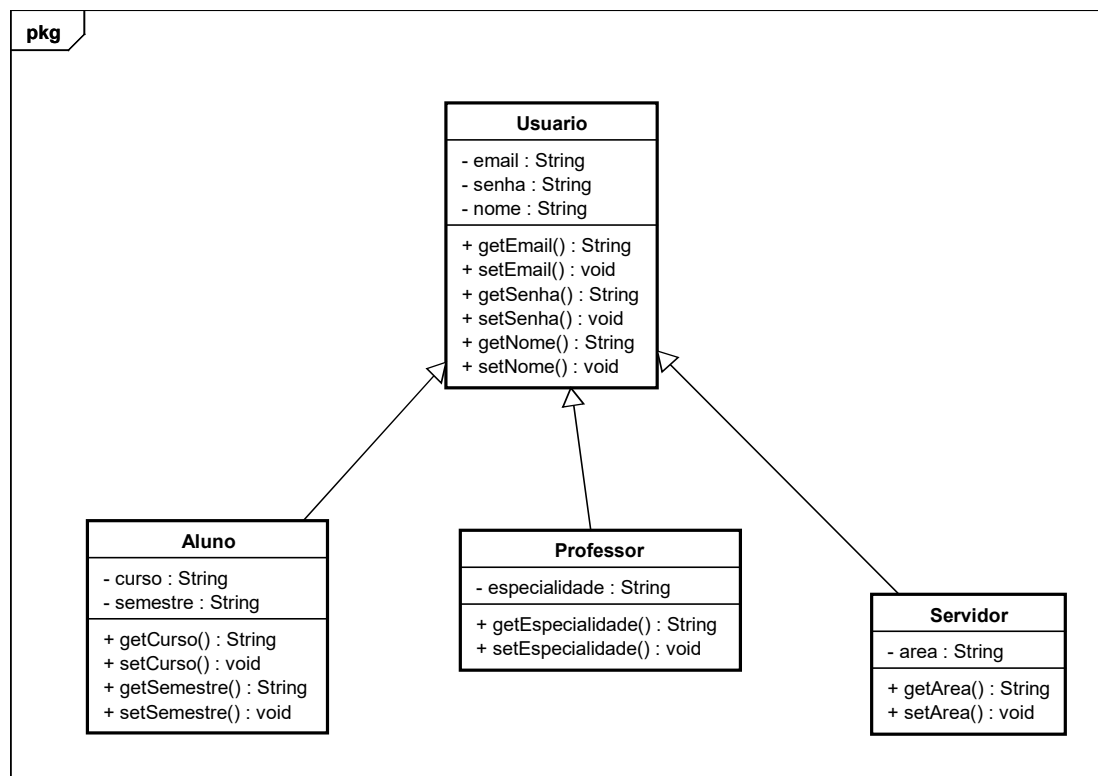 pkg
Usuario
- email : String
- senha : String
- nome : String
+ getEmail() : String
+ setEmail() : void
+ getSenha() : String
+ setSenha() : void
+ getNome() : String
+ setNome() : void
Aluno
- curso : String
- semestre : String
+ getCurso() : String
+ setCurso() : void
+ getSemestre() : String
+ setSemestre() : void
Professor
- especialidade : String
+ getEspecialidade() : String
+ setEspecialidade() : void
Servidor
- area : String
+ getArea() : String
+ setArea() : void